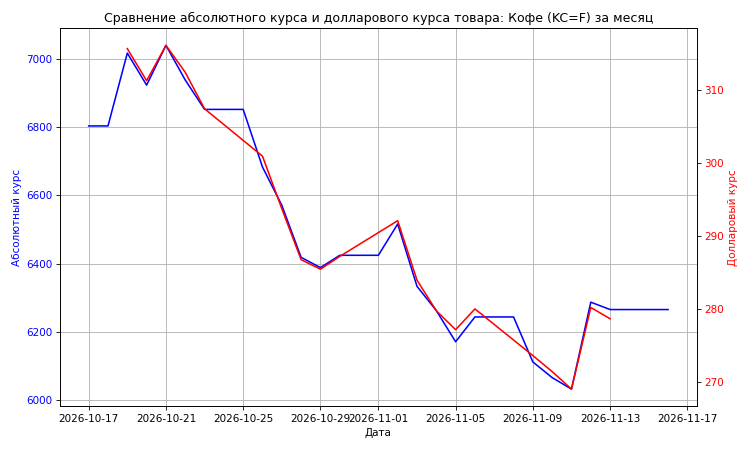 Сравнение абсолютного курса и долларового курса товара: Кофе (KC=F) за месяц
7000
6800
6600
6400
6200
6000
Абсолютный курс
310
300
290
280
270
Долларовый курс
2026-10-17 2026-10-21 2026-10-25 2026-10-29 2026-11-01 2026-11-05 2026-11-09 2026-11-13 2026-11-17
Дата